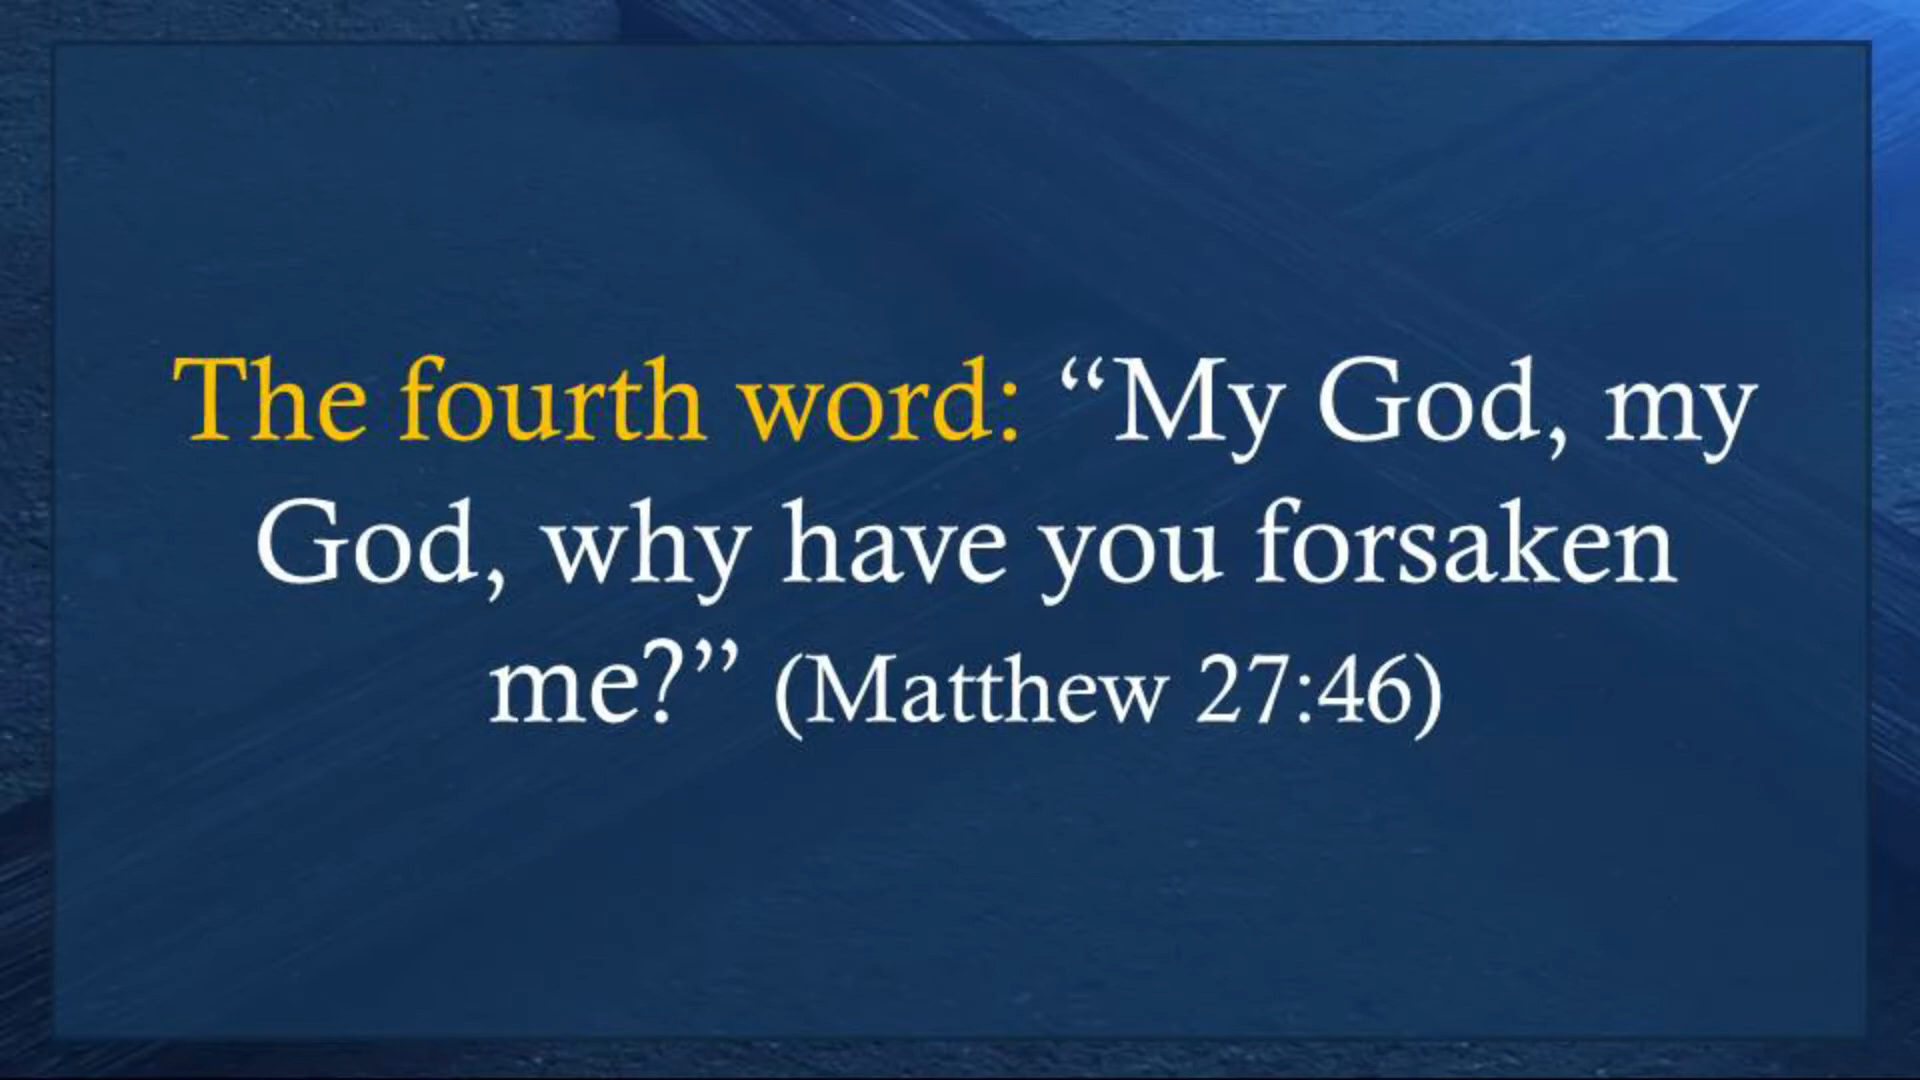 The fourth word: “My God, my
God, why have you forsaken
me?” (Matthew 27:46)